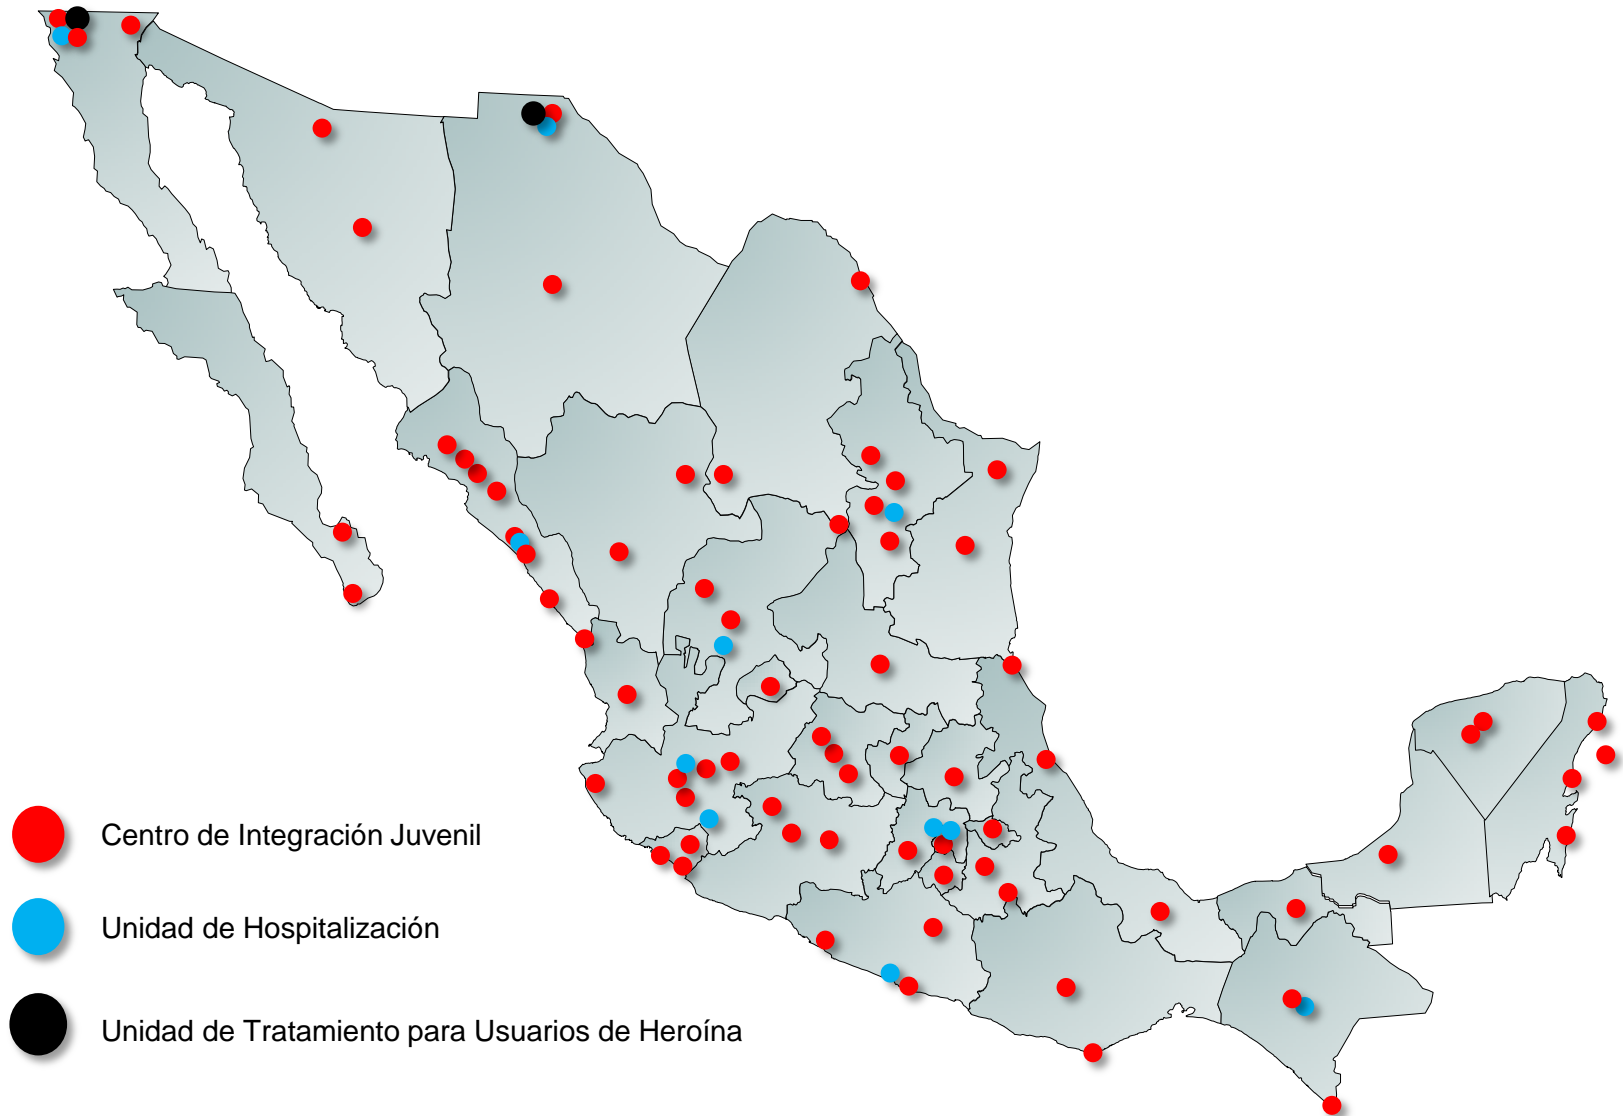 Centro de Integración Juvenil
Unidad de Hospitalización
Unidad de Tratamiento para Usuarios de Heroína